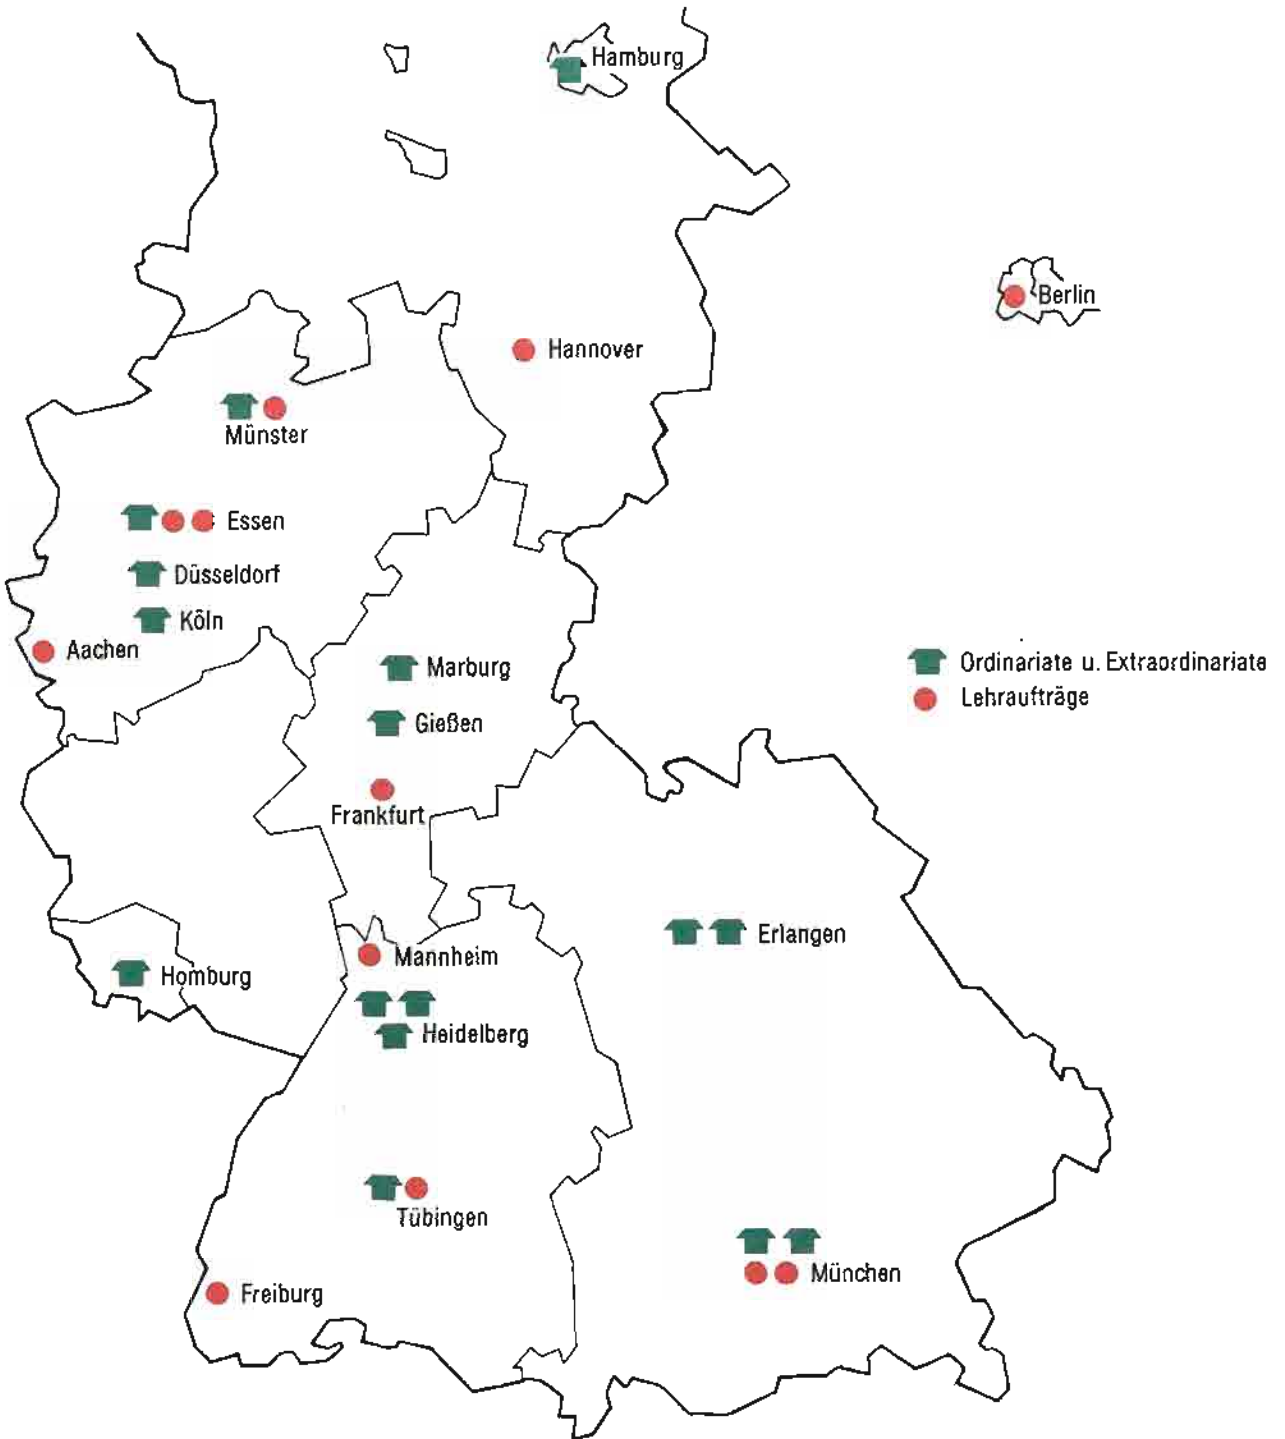 Hamburg
Berlin
Hannover
Münster
Essen
Düsseldorf
Köln
Aachen
Marburg
Ordinariate u. Extraordinariate
Lehraufträge
Gießen
Frankfurt
Erlangen
Mannheim
Homburg
Heidelberg
Tübingen
München
Freiburg